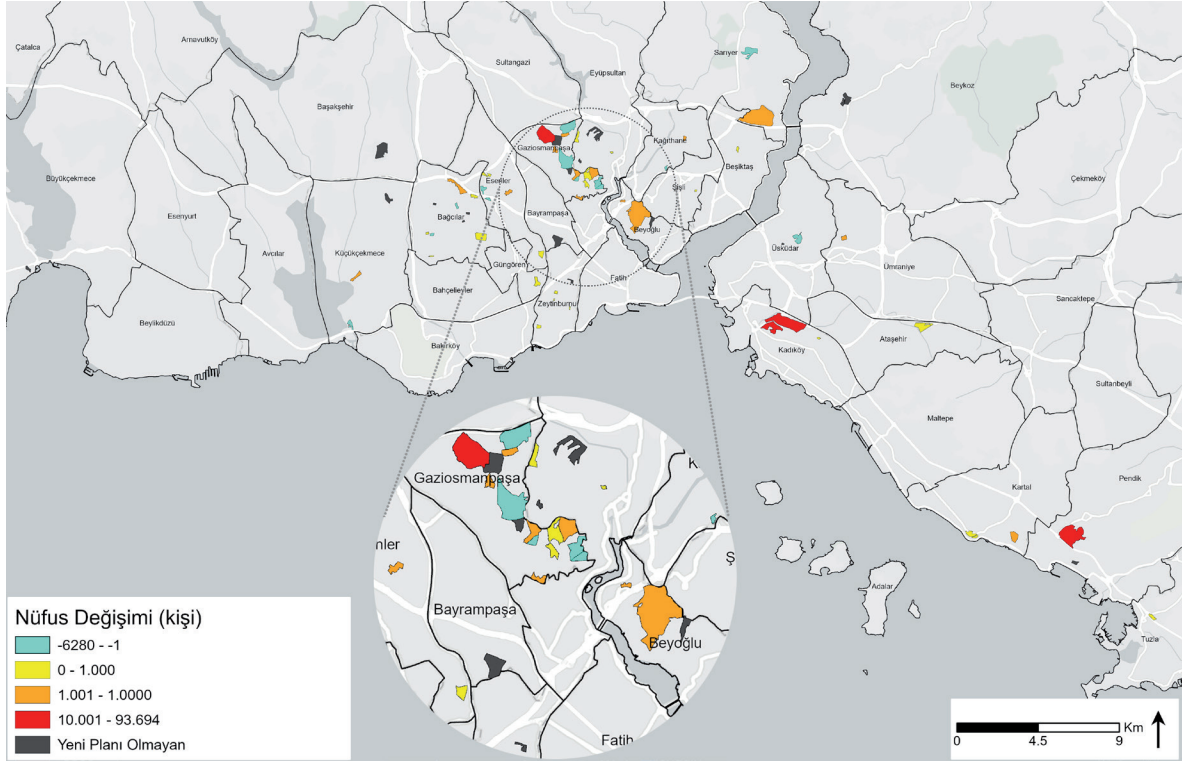 Çatalca
Arnavutköy
Sultangazi
Eyüpsultan
Sarıyer
Beykoz
Başakşehir
Gaziosmanpaşa
Kağıthane
Beşiktaş
Çekmeköy
Büyükçekmece
Esenyurt
Esenler
Bağcılar
Bayrampaşa
Şişli
Beyoğlu
Avcılar
Küçükçekmece
Güngören
Fatih
Üsküdar
Ümraniye
Sancaktepe
Bahçelievler
Zeytinburnu
Beylikdüzü
Bakırköy
Kadıköy
Ataşehir
Sultanbeyli
Maltepe
Kartal
Pendik
Adalar
Tuzla
Gaziosmanpaşa
K
nler
Ş
Bayrampaşa
Beyoğlu
Fatih
Nüfus Değişimi (kişi)
-6280 - -1
0 - 1.000
1.001 - 1.0000
10.001 - 93.694
Yeni Planı Olmayan
Km
0 4.5 9